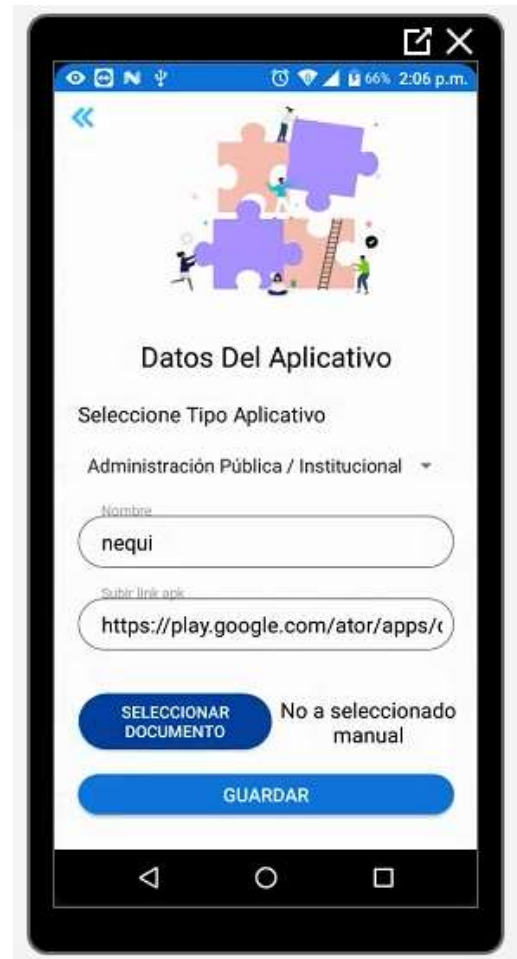 66% 2:06 p.m.
Datos Del Aplicativo
Seleccione Tipo Aplicativo
Administración Pública / Institucional
Nombre
nequi
Subir link apk
https://play.google.com/ator/apps/
SELECCIONAR
DOCUMENTO
No a seleccionado
manual
GUARDAR